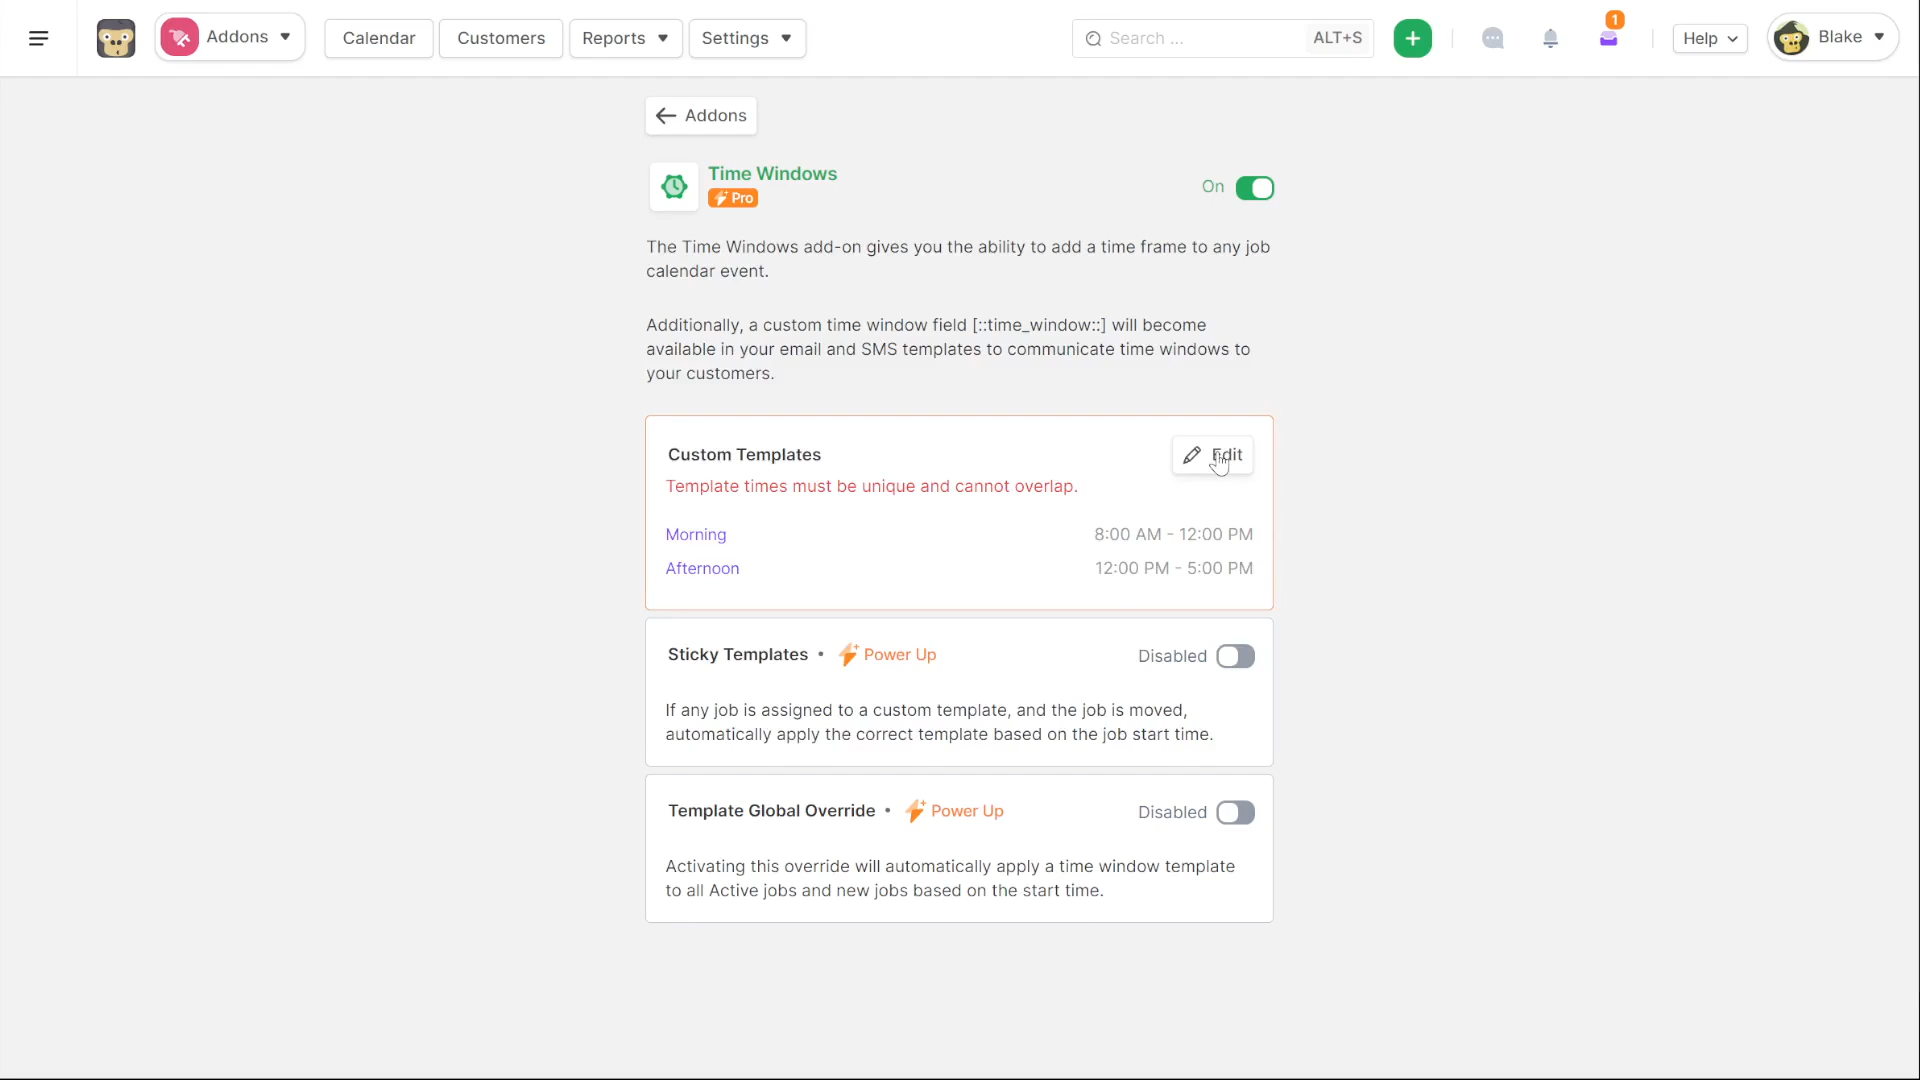 Addons
Calendar
Customers
Reports
Settings
Search ...
ALT+S
1
Help
Blake
Addons
Time Windows
Pro
On
The Time Windows add-on gives you the ability to add a time frame to any job
calendar event.
Additionally, a custom time window field [::time_window::] will become
available in your email and SMS templates to communicate time windows to
your customers.
Custom Templates
Edit
Template times must be unique and cannot overlap.
Morning 8:00 AM - 12:00 PM
Afternoon 12:00 PM - 5:00 PM
Sticky Templates • Power Up Disabled
If any job is assigned to a custom template, and the job is moved,
automatically apply the correct template based on the job start time.
Template Global Override • Power Up Disabled
Activating this override will automatically apply a time window template
to all Active jobs and new jobs based on the start time.